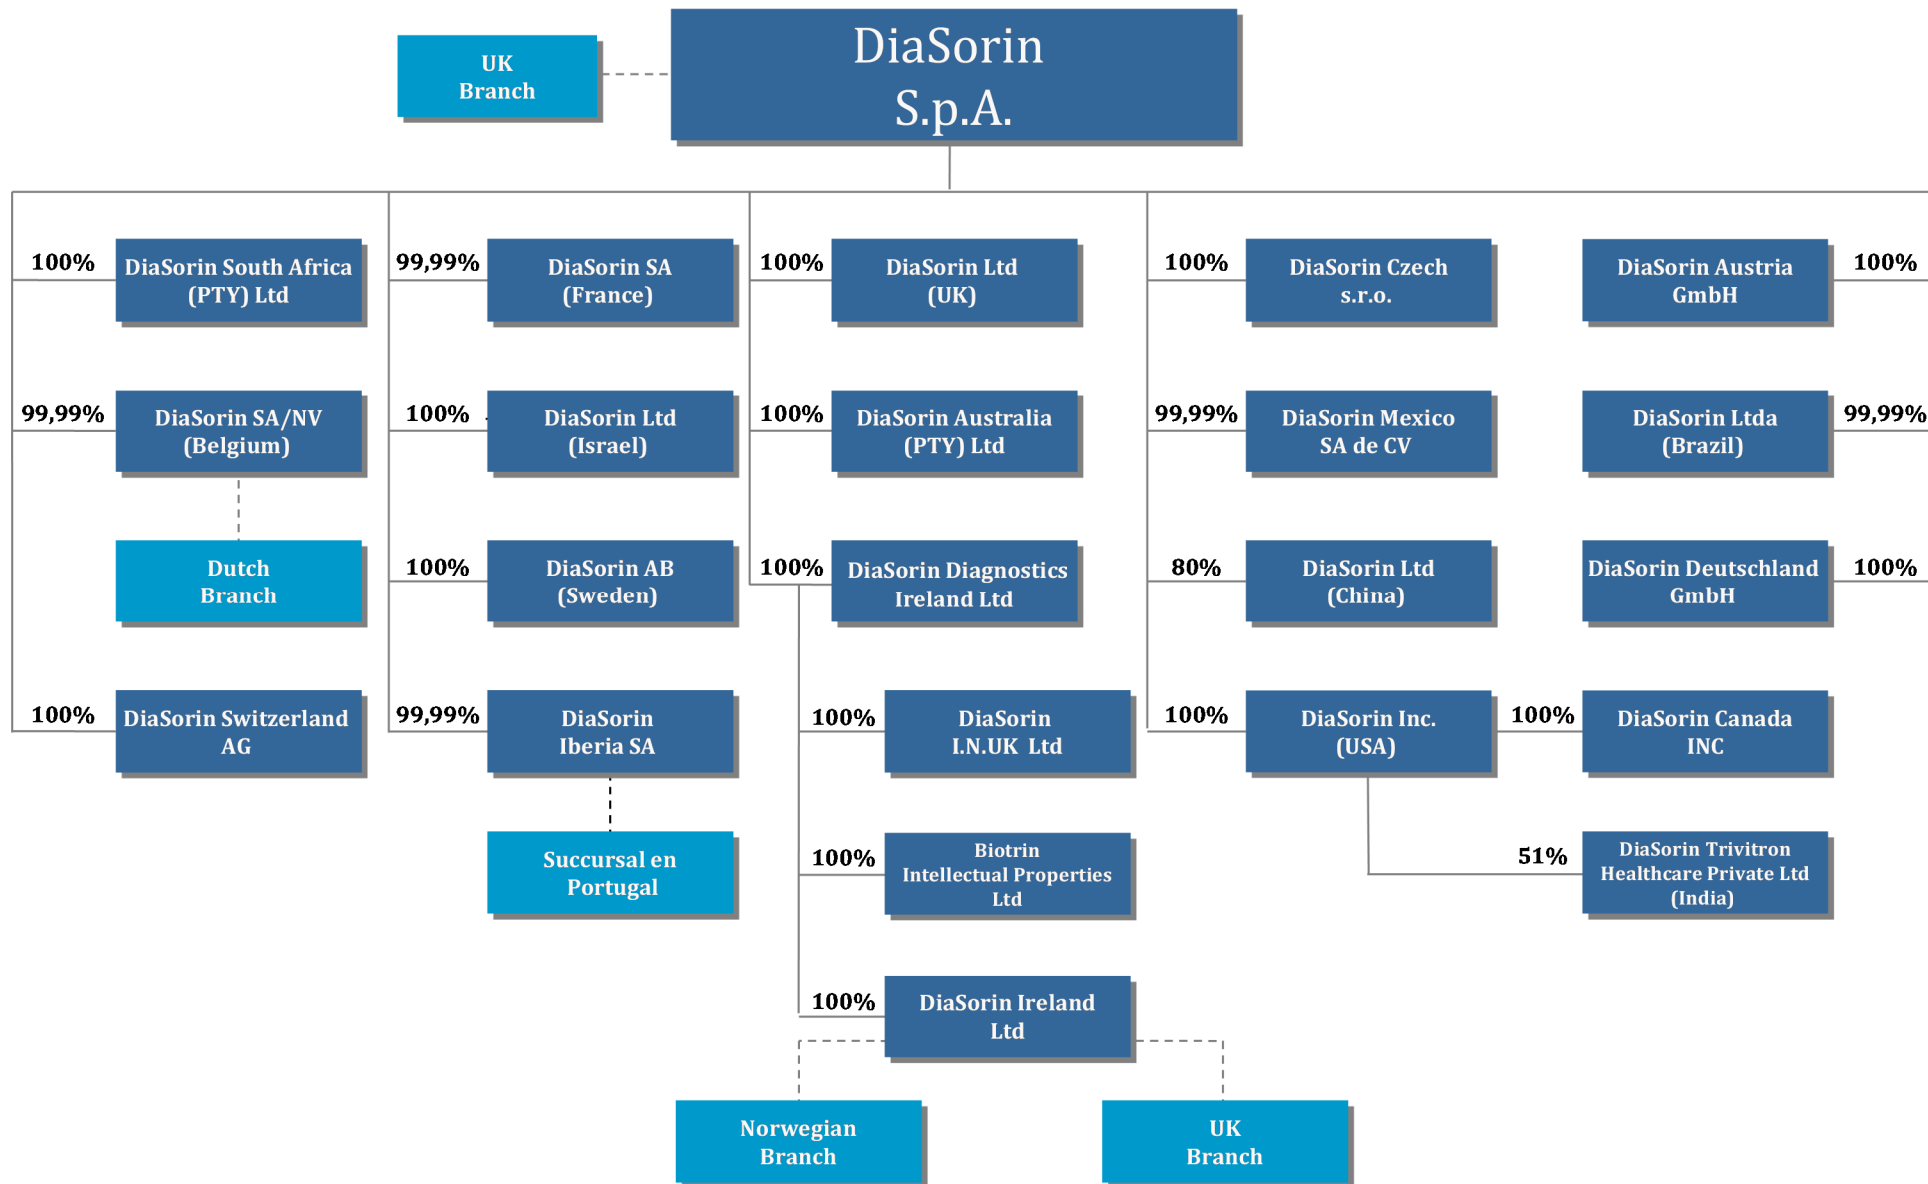 UK
Branch
DiaSorin
S.p.A.
100%
DiaSorin South Africa
(PTY) Ltd
99,99%
DiaSorin SA
(France)
100%
DiaSorin Ltd
(UK)
100%
DiaSorin Czech
s.r.o.
DiaSorin Austria
GmbH
100%
99,99%
DiaSorin SA/NV
(Belgium)
100%
DiaSorin Ltd
(Israel)
100%
DiaSorin Australia
(PTY) Ltd
99,99%
DiaSorin Mexico
SA de CV
DiaSorin Ltda
(Brazil)
99,99%
Dutch
Branch
100%
DiaSorin AB
(Sweden)
100%
DiaSorin Diagnostics
Ireland Ltd
80%
DiaSorin Ltd
(China)
DiaSorin Deutschland
GmbH
100%
100%
DiaSorin Switzerland
AG
99,99%
DiaSorin
Iberia SA
100%
DiaSorin
I.N.UK Ltd
100%
DiaSorin Inc.
(USA)
100%
DiaSorin Canada
INC
Succursal en
Portugal
100%
Biotrin
Intellectual Properties
Ltd
51%
DiaSorin Trivitron
Healthcare Private Ltd
(India)
100%
DiaSorin Ireland
Ltd
Norwegian
Branch
UK
Branch